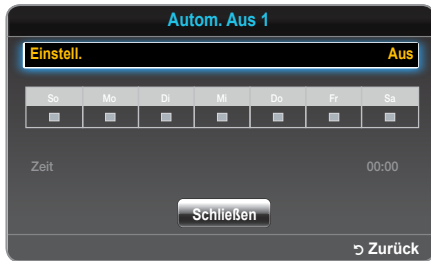 Autom. Aus 1
Einstell. Aus
So Mo Di Mi Do Fr Sa
Zeit 00:00
Schließen
Zurück